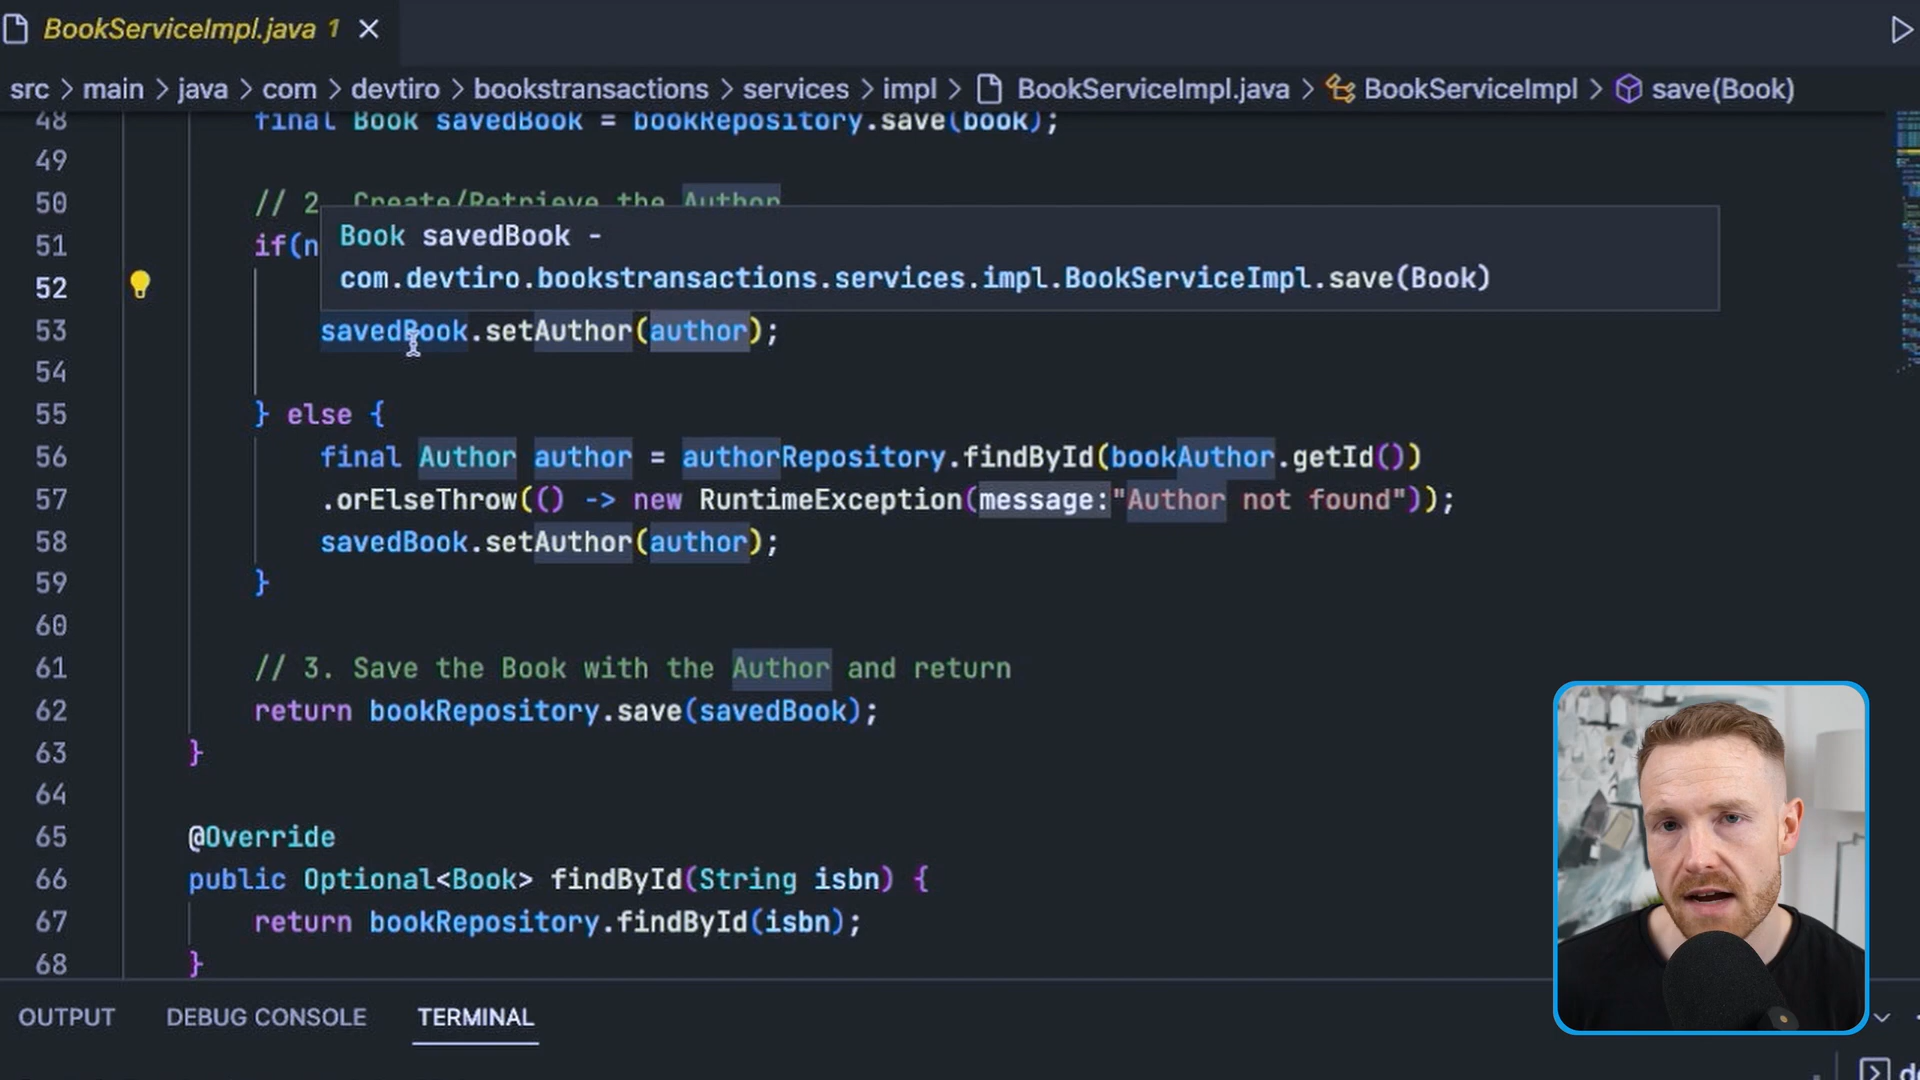 BookServiceImpl.java 1
src > main > java > com > devtiro > bookstransactions > services > impl > BookServiceImpl.java > BookServiceImpl > save(Book)
48 final Book savedBook = bookRepository.save(book);
49
50 // 2. Create/Retrieve the Author
51 if(n
Book savedBook -
52
com.devtiro.bookstransactions.services.impl.BookServiceImpl.save(Book)
53 savedBook.setAuthor(author);
54
55 } else {
56 final Author author = authorRepository.findById(bookAuthor.getId())
57 .orElseThrow(() -> new RuntimeException(message:"Author not found"));
58 savedBook.setAuthor(author);
59 }
60
61 // 3. Save the Book with the Author and return
62 return bookRepository.save(savedBook);
63 }
64
65 @Override
66 public Optional<Book> findById(String isbn) {
67 return bookRepository.findById(isbn);
68 }
OUTPUT DEBUG CONSOLE TERMINAL